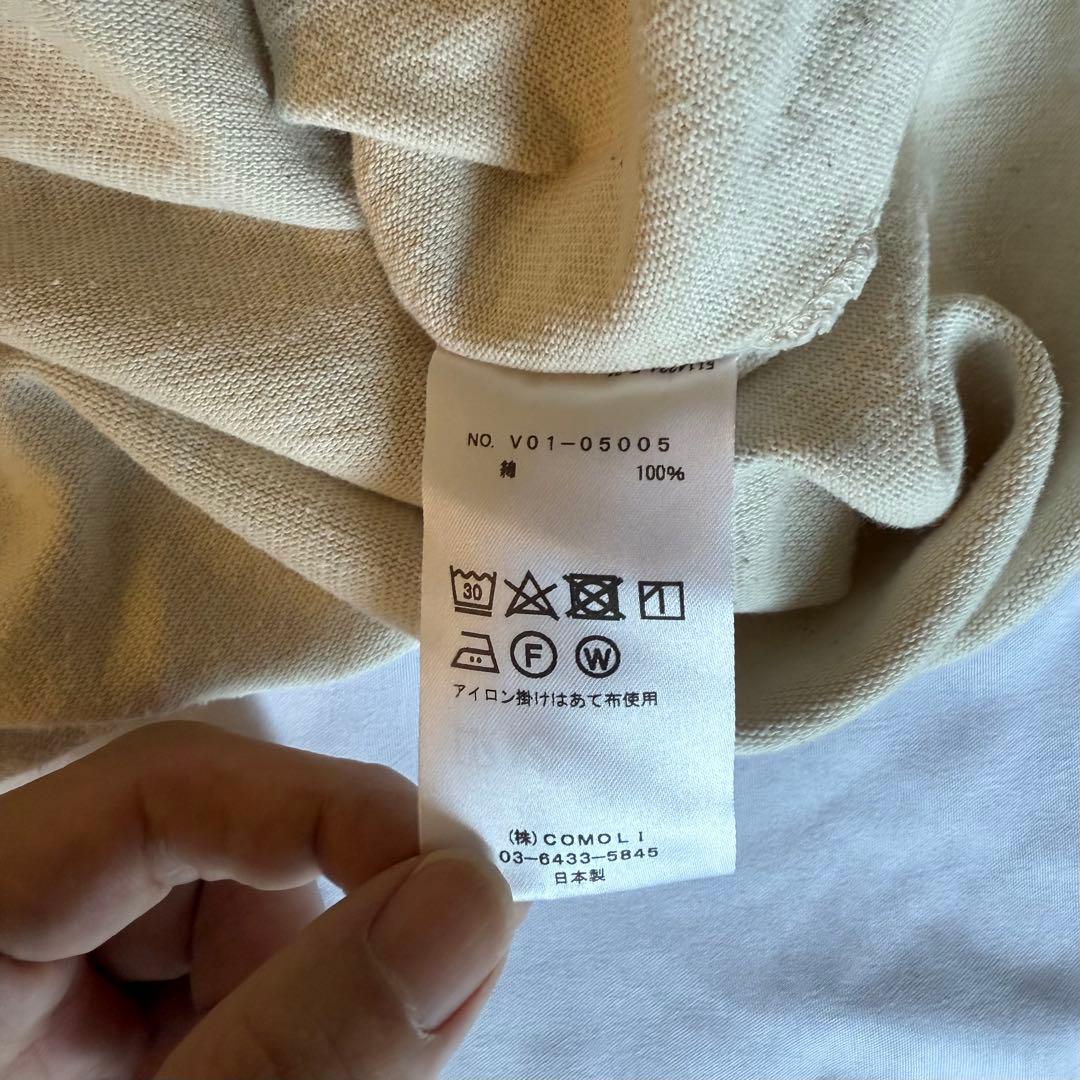 NO. V01-05005
綿 100%
30
F W
アイロン掛けはあて布使用
(株)COMOLI
03-6433-5845
日本製